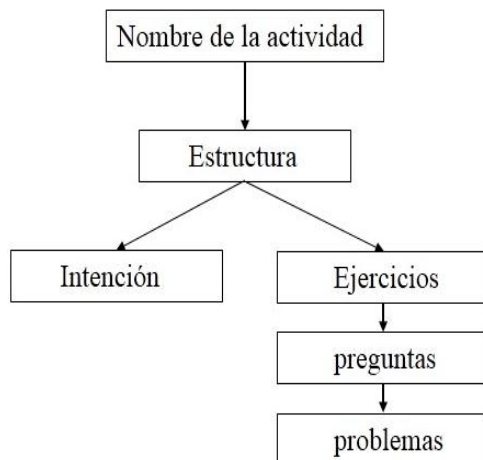 Nombre de la actividad
Estructura
Intención
Ejercicios
preguntas
problemas